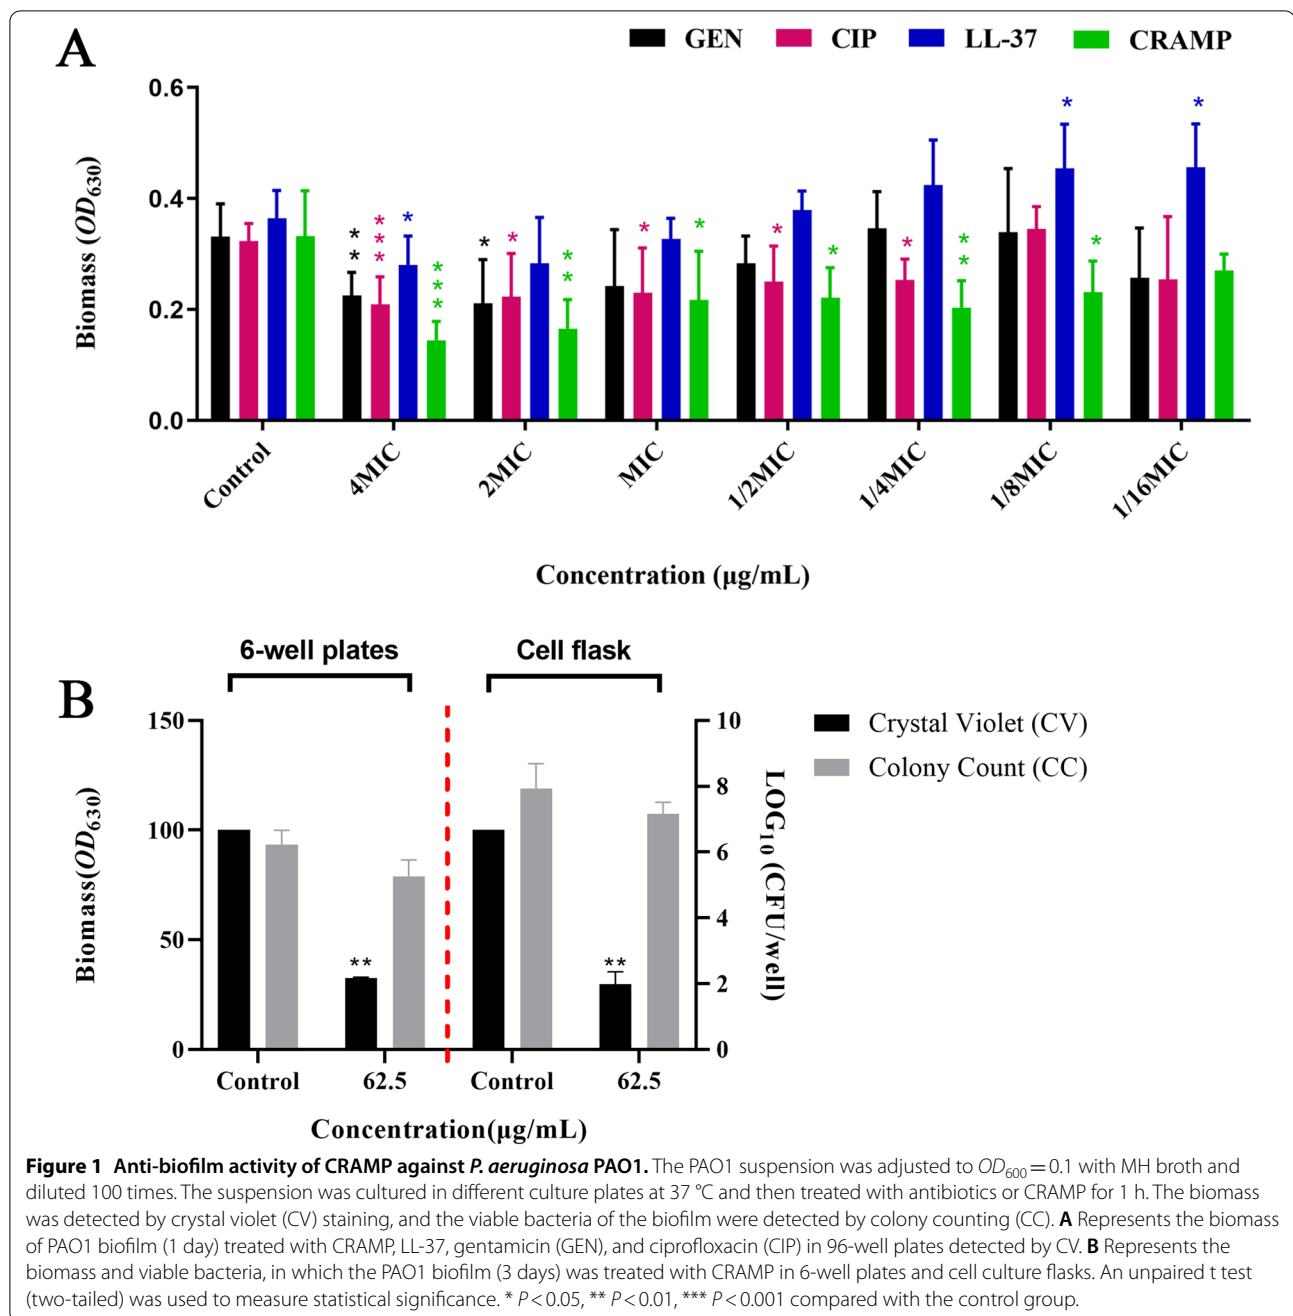 A
GEN CIP LL-37 CRAMP
Biomass (OD630)
0.6
0.4
0.2
0.0
* * * * * * * * * * * * * * * * * * * * * * * *
Control 4MIC 2MIC MIC 1/2MIC 1/4MIC 1/8MIC 1/16MIC
Concentration (µg/mL)
B
6-well plates Cell flask
Biomass(OD630)
150
100
50
0
** **
10
8
6
4
2
0
LOG10 (CFU/well)
Crystal Violet (CV)
Colony Count (CC)
Control 62.5 Control 62.5
Concentration(µg/mL)
Figure 1 Anti-biofilm activity of CRAMP against P. aeruginosa PAO1. The PAO1 suspension was adjusted to OD600 = 0.1 with MH broth and
diluted 100 times. The suspension was cultured in different culture plates at 37 °C and then treated with antibiotics or CRAMP for 1 h. The biomass
was detected by crystal violet (CV) staining, and the viable bacteria of the biofilm were detected by colony counting (CC). A Represents the biomass
of PAO1 biofilm (1 day) treated with CRAMP, LL-37, gentamicin (GEN), and ciprofloxacin (CIP) in 96-well plates detected by CV. B Represents the
biomass and viable bacteria, in which the PAO1 biofilm (3 days) was treated with CRAMP in 6-well plates and cell culture flasks. An unpaired t test
(two-tailed) was used to measure statistical significance. * P < 0.05, ** P < 0.01, *** P < 0.001 compared with the control group.